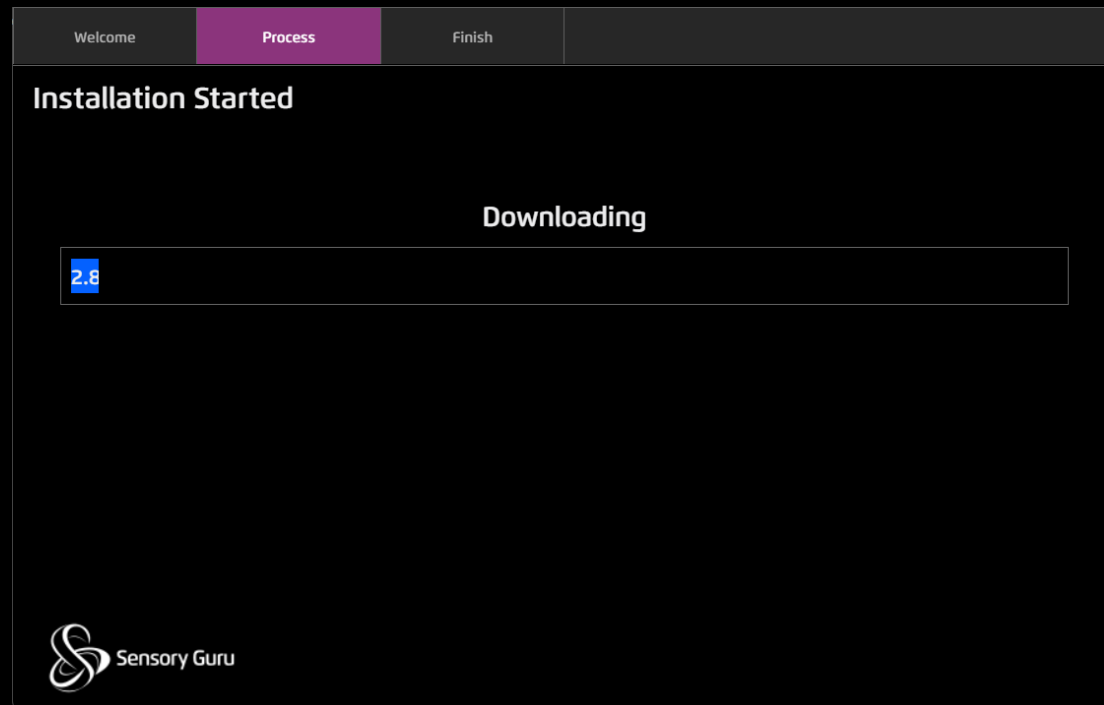 Welcome Process Finish
Installation Started
Downloading
2.8
Sensory Guru